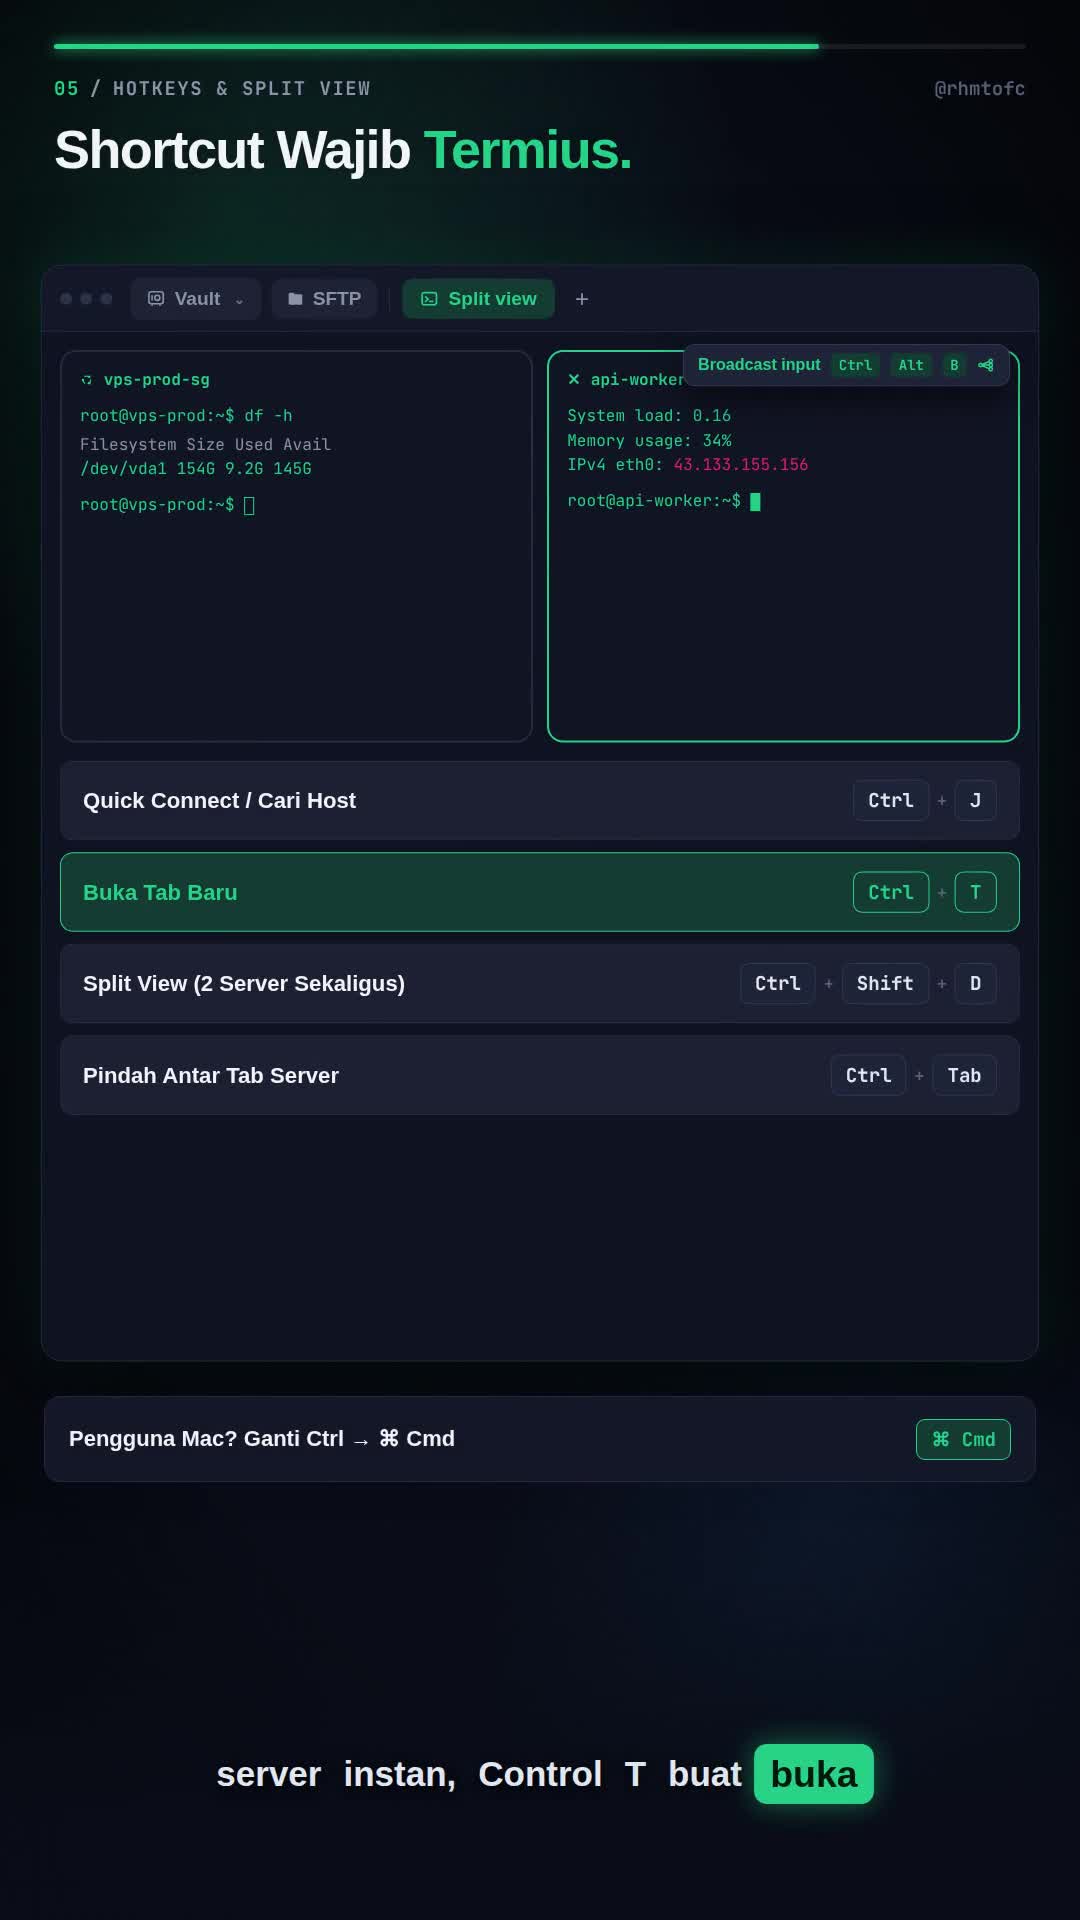 05 / HOTKEYS & SPLIT VIEW
@rhmtofc
Shortcut Wajib Termius.
Vault
SFTP
Split view
+
vps-prod-sg
root@vps-prod:~$ df -h
Filesystem Size Used Avail
/dev/vda1 154G 9.2G 145G
root@vps-prod:~$
api-worker
Broadcast input Ctrl Alt B
System load: 0.16
Memory usage: 34%
IPv4 eth0: 43.133.155.156
root@api-worker:~$
Quick Connect / Cari Host Ctrl + J
Buka Tab Baru Ctrl + T
Split View (2 Server Sekaligus) Ctrl + Shift + D
Pindah Antar Tab Server Ctrl + Tab
Pengguna Mac? Ganti Ctrl → ⌘ Cmd
⌘ Cmd
server instan, Control T buat buka